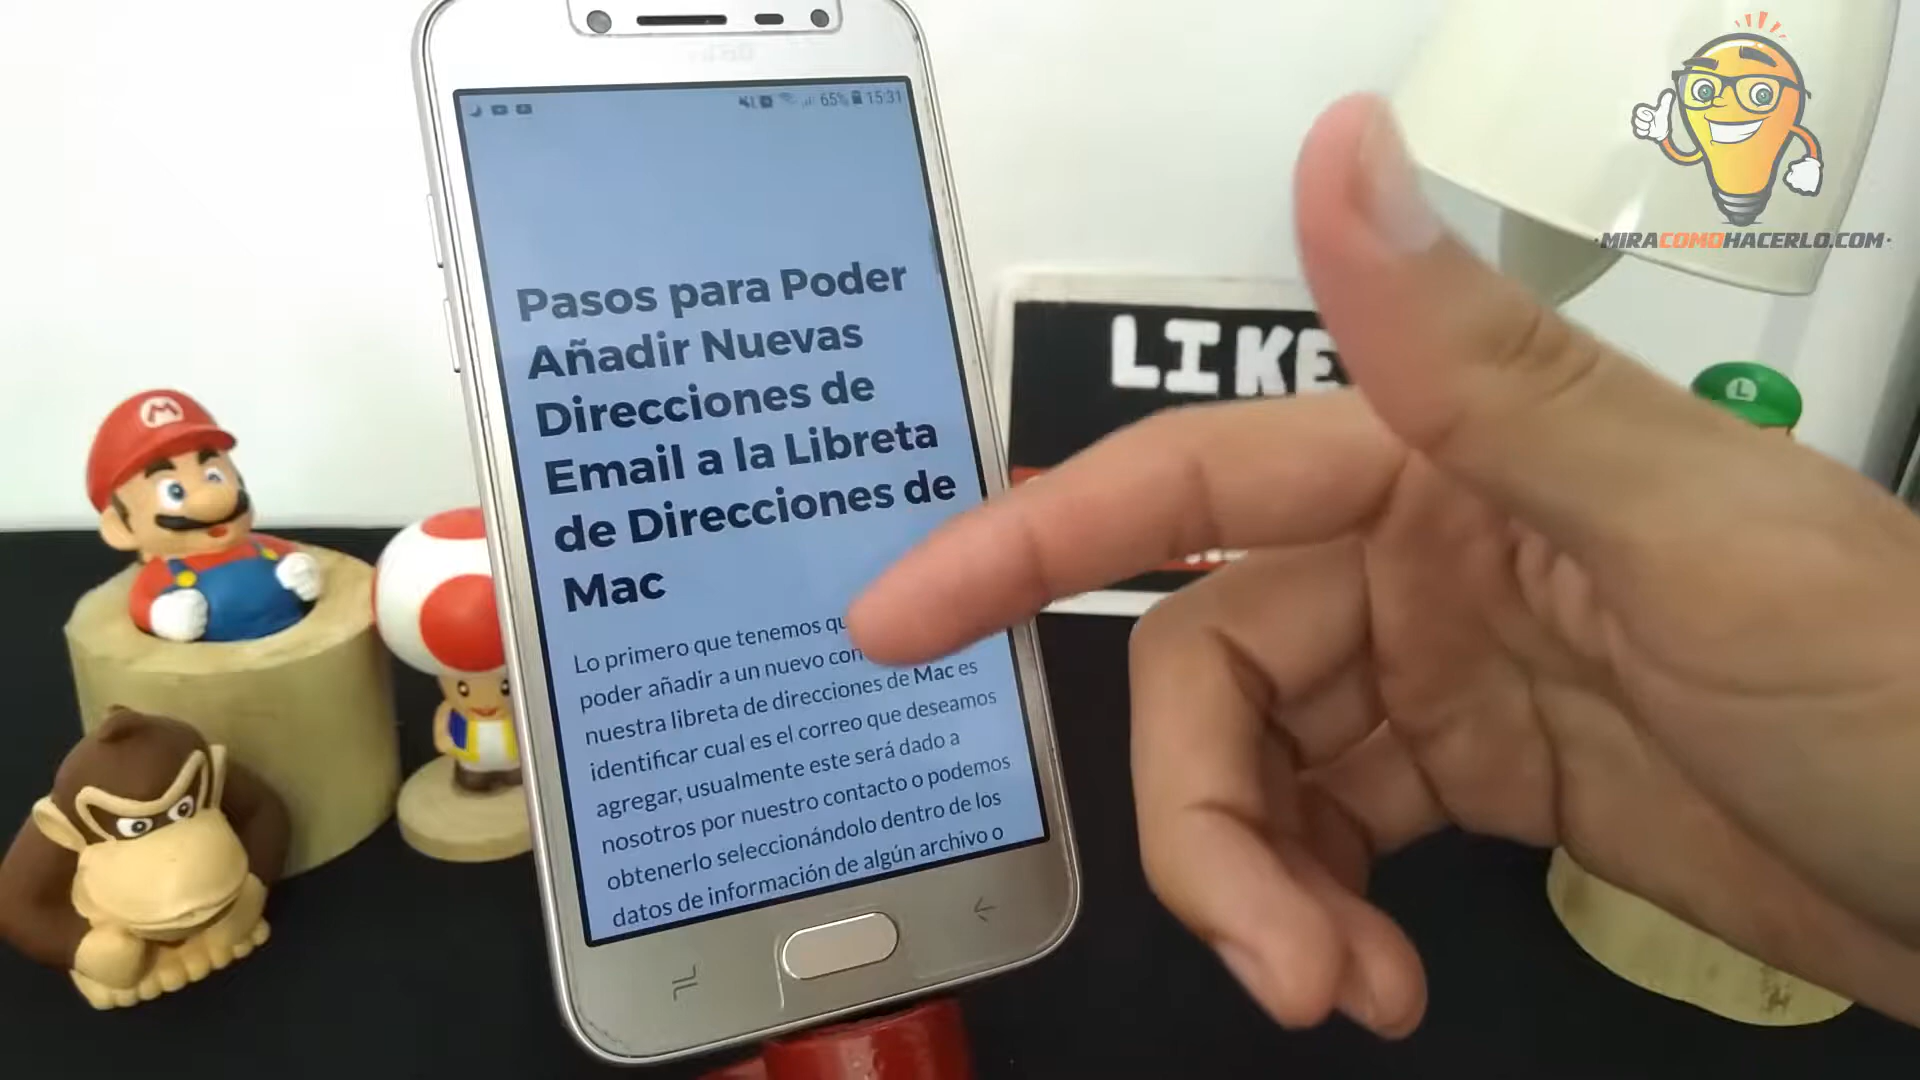 65% 15:31
Pasos para Poder
Añadir Nuevas
Direcciones de
Email a la Libreta
de Direcciones de
Mac
Lo primero que tenemos
poder añadir a un nuevo
nuestra libreta de direcciones de Mac es
identificar cual es el correo que deseamos
agregar, usualmente este será dado a
nosotros por nuestro contacto o podemos
obtenerlo seleccionándolo dentro de los
datos de información de algún archivo o
LIKE
M
L
·MIRACOMOHACERLO.COM·